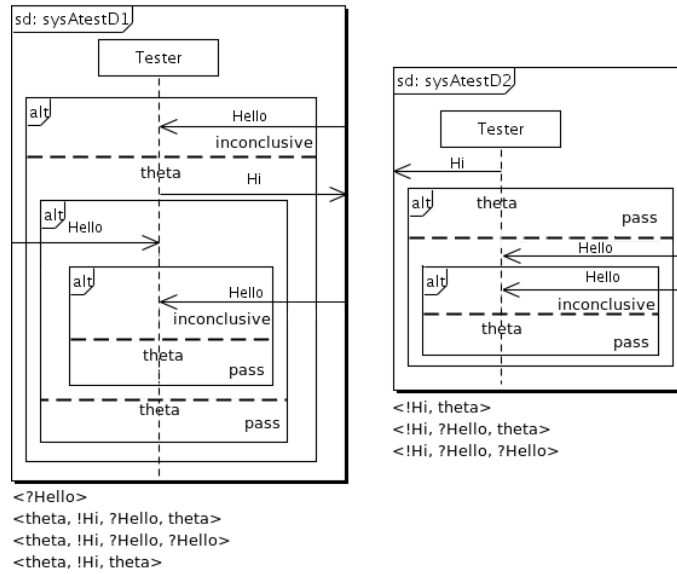 sd: sysAtestD1
Tester
alt
Hello
inconclusive
theta
Hi
alt
Hello
alt
Hello
inconclusive
theta
pass
theta
pass
<?Hello>
<theta, !Hi, ?Hello, theta>
<theta, !Hi, ?Hello, ?Hello>
<theta, !Hi, theta>
sd: sysAtestD2
Tester
Hi
alt
theta
pass
Hello
alt
Hello
inconclusive
theta
pass
<!Hi, theta>
<!Hi, ?Hello, theta>
<!Hi, ?Hello, ?Hello>